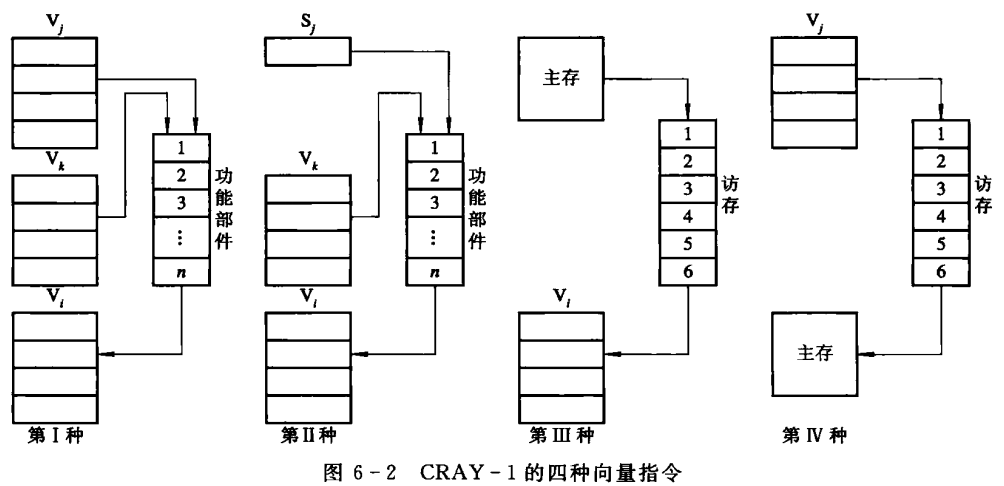 V_j
1
2
3
⋮
n
功能部件
V_k
V_i
第Ⅰ种
S_j
1
2
3
⋮
n
功能部件
V_k
V_i
第Ⅱ种
主存
1
2
3
4
5
6
访存
V_i
第Ⅲ种
V_j
1
2
3
4
5
6
访存
主存
第Ⅳ种
图 6-2 CRAY-1的四种向量指令